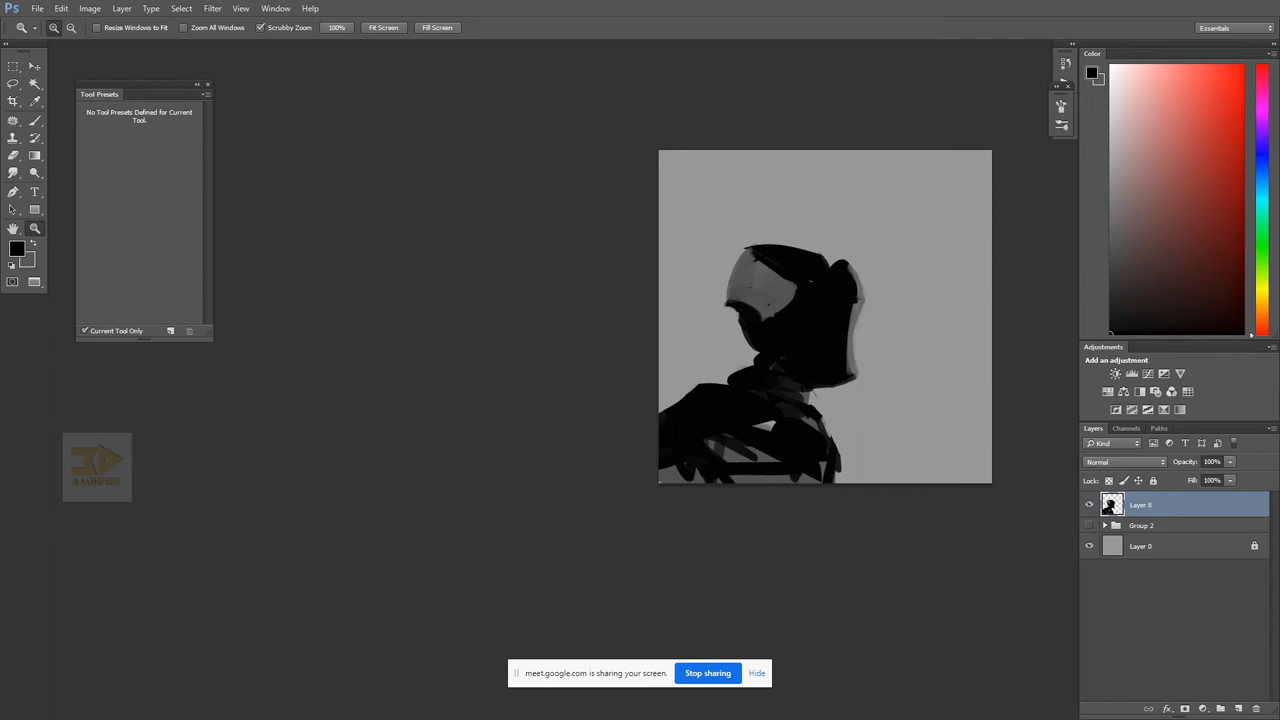 Ps File Edit Image Layer Type Select Filter View Window Help
Resize Windows to Fit Zoom All Windows Scrubby Zoom 100% Fit Screen Fill Screen Essentials
Color
Tool Presets
No Tool Presets Defined for Current
Tool.
Current Tool Only
Adjustments
Add an adjustment
Layers Channels Paths
Kind
Normal Opacity: 100%
Lock: Fill: 100%
Layer 8
Group 2
Layer 0
3D
meet.google.com is sharing your screen. Stop sharing Hide